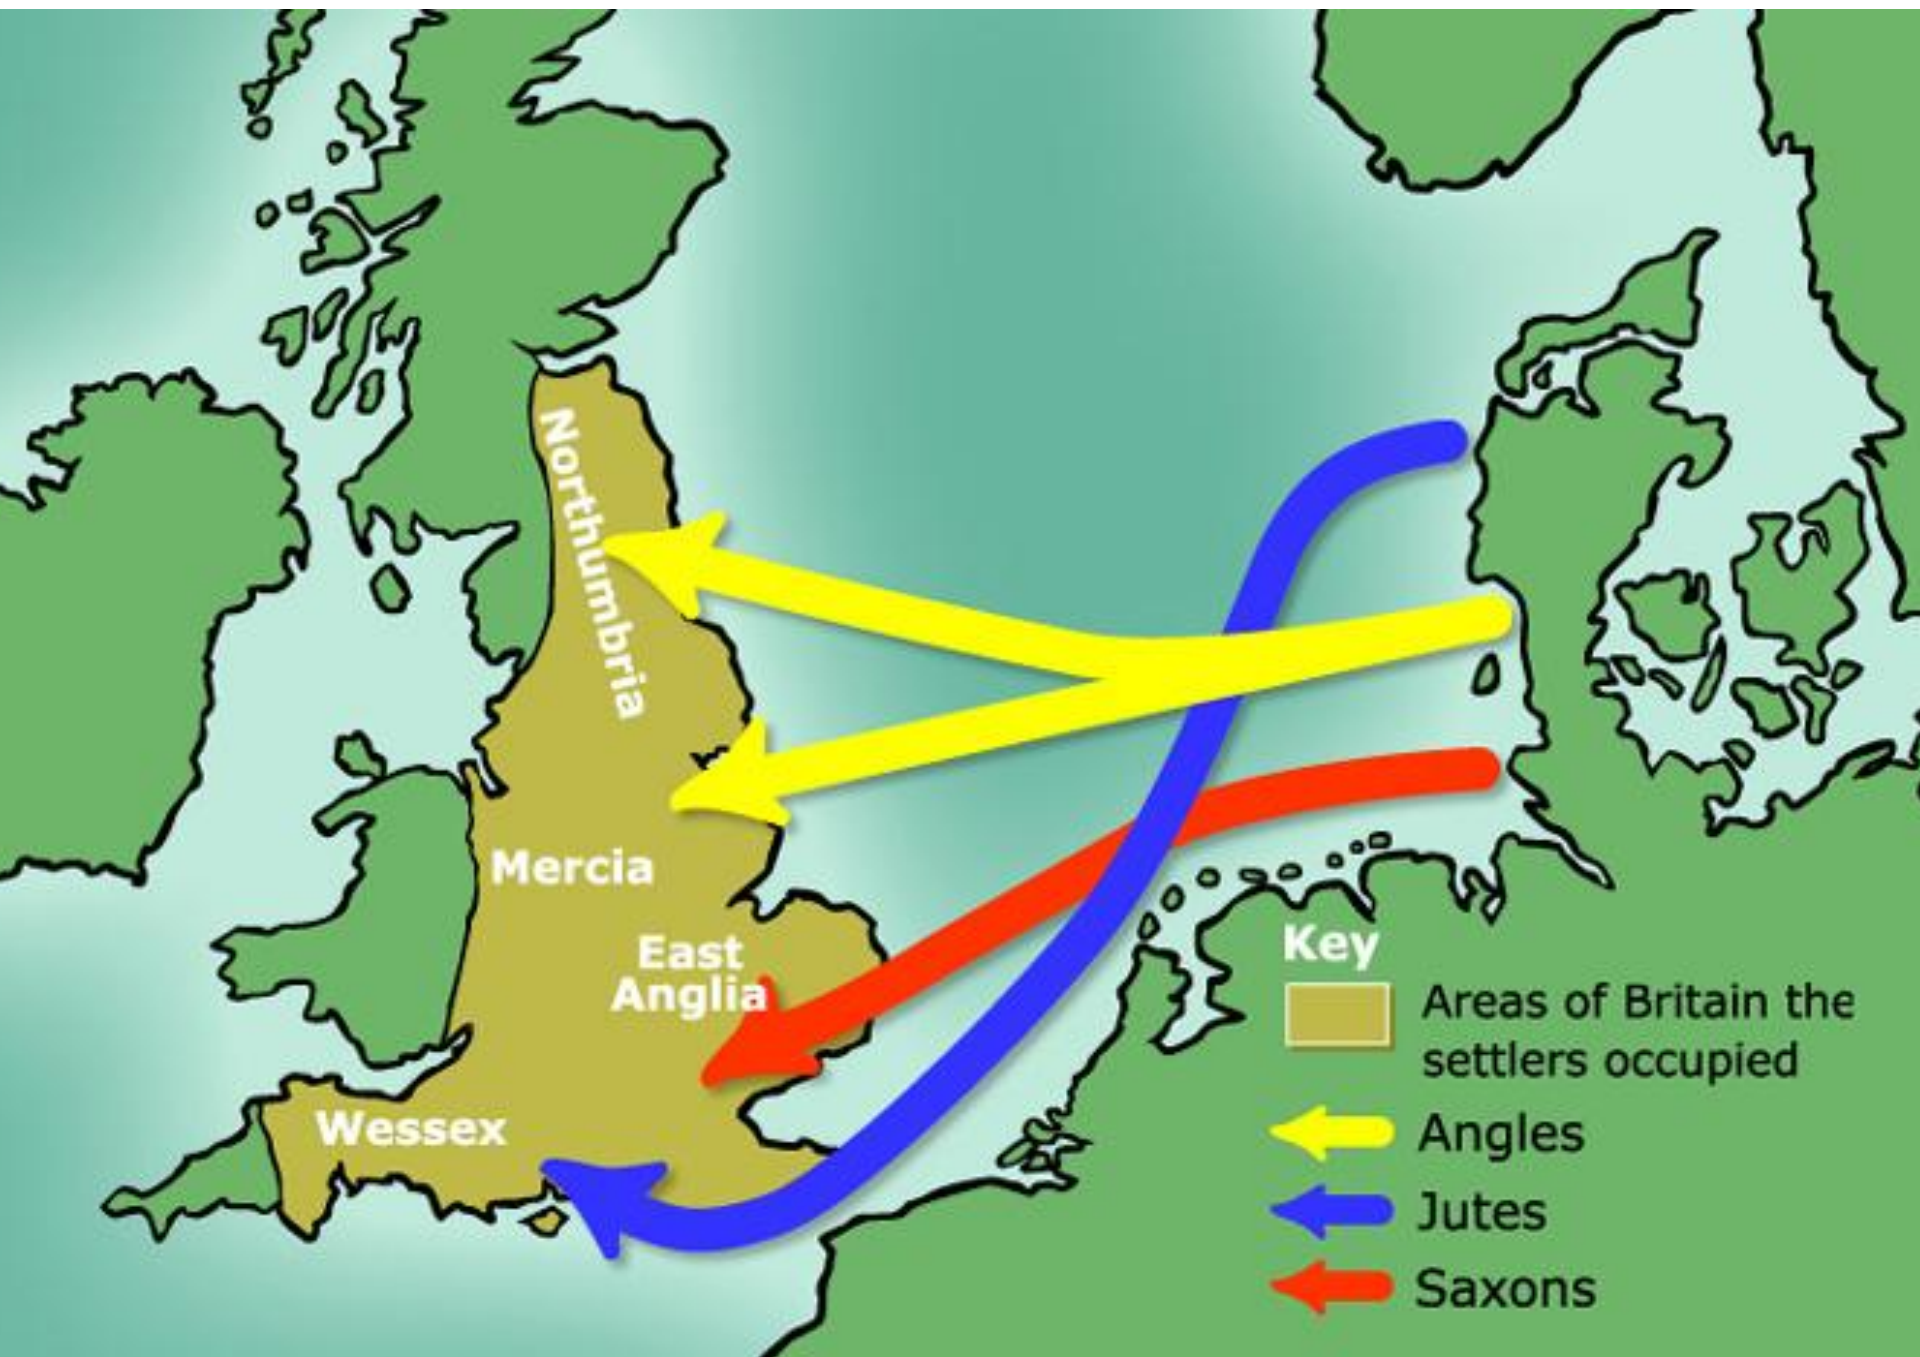 Northumbria
Mercia
East
Anglia
Wessex
Key
Areas of Britain the
settlers occupied
Angles
Jutes
Saxons